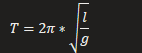 T = 2π * √(l/g)